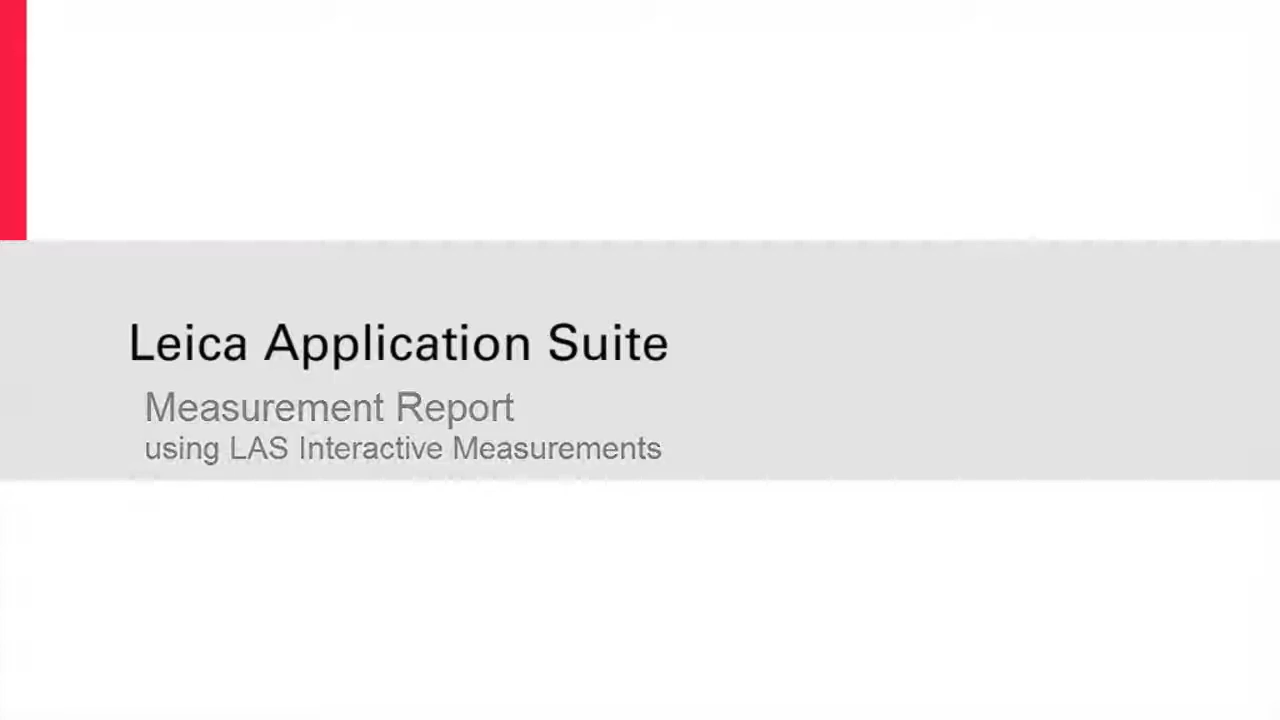 Leica Application Suite
Measurement Report
using LAS Interactive Measurements